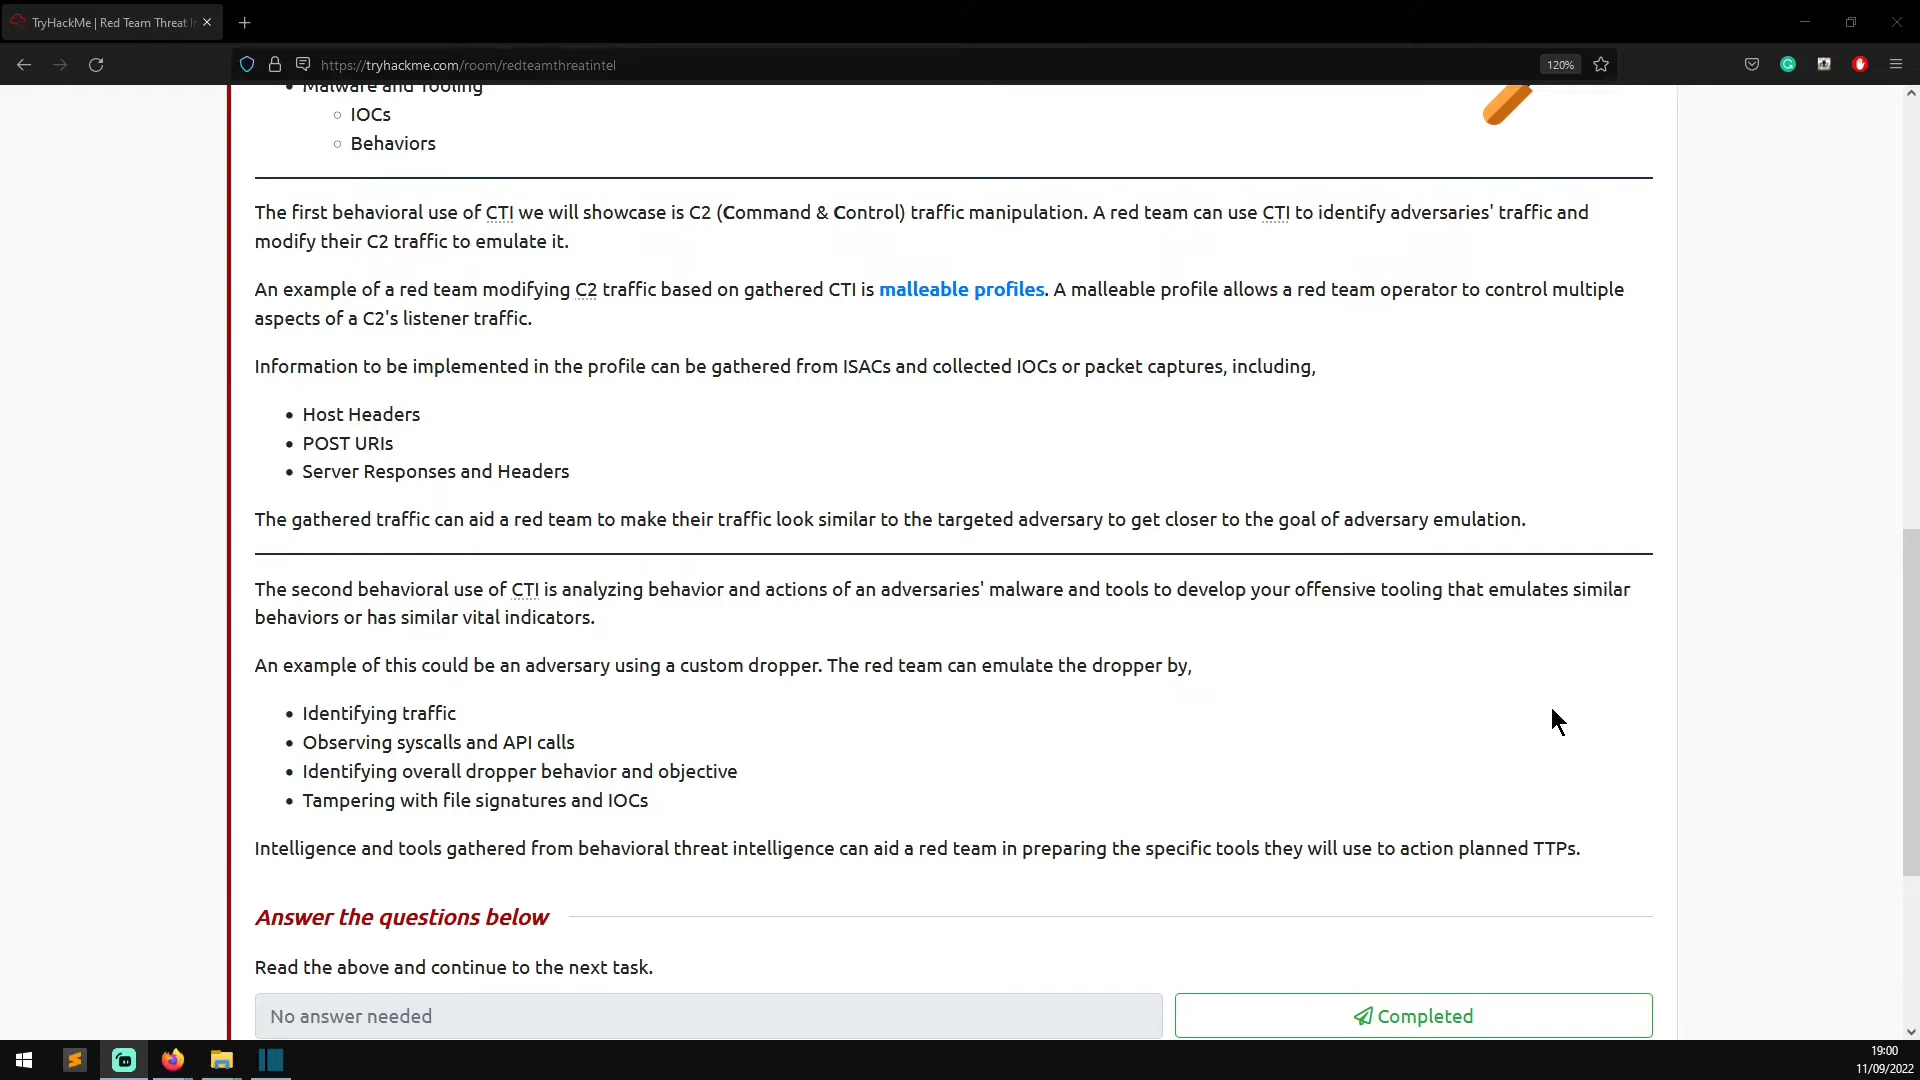 TryHackMe | Red Team Threat In
https://tryhackme.com/room/redteamthreatintel
120%
Malware and Tooling
IOCs
Behaviors
The first behavioral use of CTI we will showcase is C2 (Command & Control) traffic manipulation. A red team can use CTI to identify adversaries' traffic and
modify their C2 traffic to emulate it.
An example of a red team modifying C2 traffic based on gathered CTI is malleable profiles. A malleable profile allows a red team operator to control multiple
aspects of a C2's listener traffic.
Information to be implemented in the profile can be gathered from ISACs and collected IOCs or packet captures, including,
Host Headers
POST URIs
Server Responses and Headers
The gathered traffic can aid a red team to make their traffic look similar to the targeted adversary to get closer to the goal of adversary emulation.
The second behavioral use of CTI is analyzing behavior and actions of an adversaries' malware and tools to develop your offensive tooling that emulates similar
behaviors or has similar vital indicators.
An example of this could be an adversary using a custom dropper. The red team can emulate the dropper by,
Identifying traffic
Observing syscalls and API calls
Identifying overall dropper behavior and objective
Tampering with file signatures and IOCs
Intelligence and tools gathered from behavioral threat intelligence can aid a red team in preparing the specific tools they will use to action planned TTPs.
Answer the questions below
Read the above and continue to the next task.
No answer needed
Completed
19:00
11/09/2022